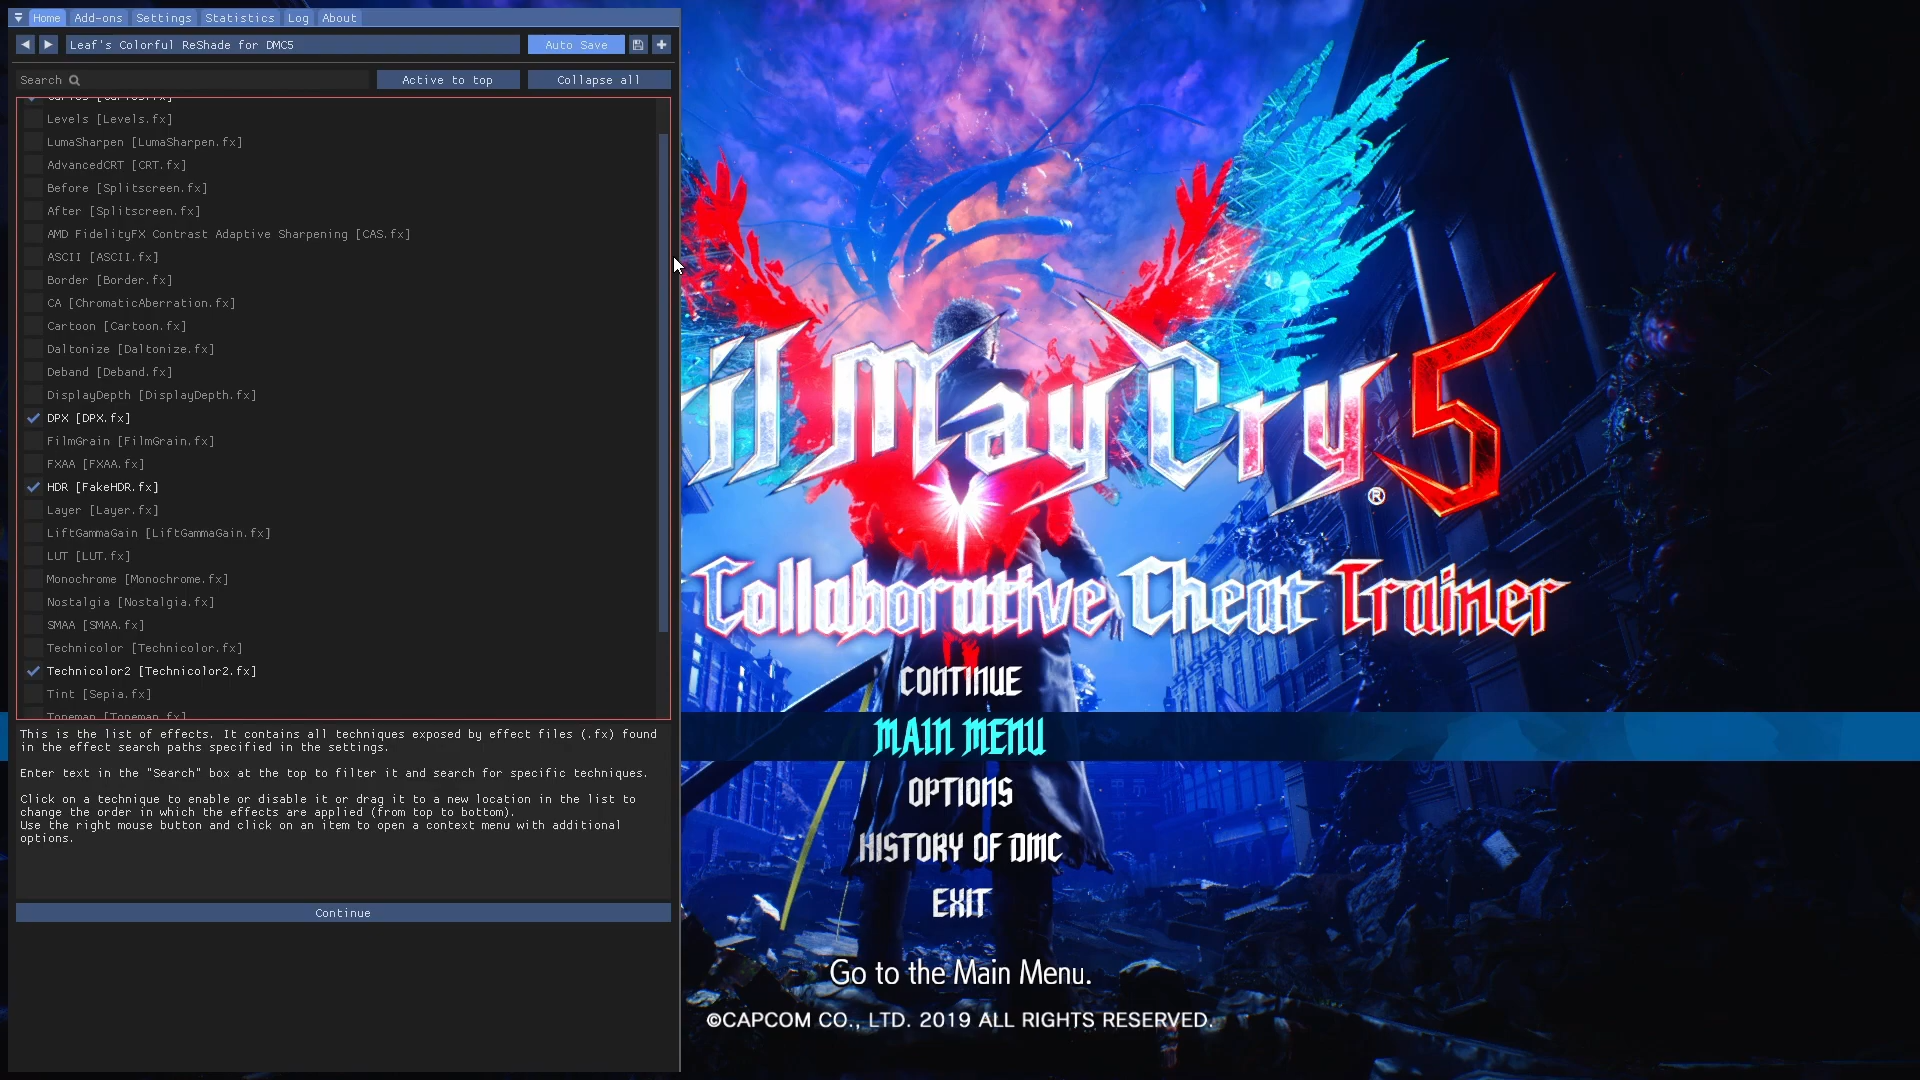 Home Add-ons Settings Statistics Log About
Leaf's Colorful ReShade for DMC5 Auto Save
Search Active to top Collapse all
Curves [Curves.fx]
Levels [Levels.fx]
LumaSharpen [LumaSharpen.fx]
AdvancedCRT [CRT.fx]
Before [Splitscreen.fx]
After [Splitscreen.fx]
AMD FidelityFX Contrast Adaptive Sharpening [CAS.fx]
ASCII [ASCII.fx]
Border [Border.fx]
CA [ChromaticAberration.fx]
Cartoon [Cartoon.fx]
Daltonize [Daltonize.fx]
Deband [Deband.fx]
DisplayDepth [DisplayDepth.fx]
DPX [DPX.fx]
FilmGrain [FilmGrain.fx]
FXAA [FXAA.fx]
HDR [FakeHDR.fx]
Layer [Layer.fx]
LiftGammaGain [LiftGammaGain.fx]
LUT [LUT.fx]
Monochrome [Monochrome.fx]
Nostalgia [Nostalgia.fx]
SMAA [SMAA.fx]
Technicolor [Technicolor.fx]
Technicolor2 [Technicolor2.fx]
Tint [Sepia.fx]
Tonemap [Tonemap.fx]
This is the list of effects. It contains all techniques exposed by effect files (.fx) found
in the effect search paths specified in the settings.
Enter text in the "Search" box at the top to filter it and search for specific techniques.
Click on a technique to enable or disable it or drag it to a new location in the list to
change the order in which the effects are applied (from top to bottom).
Use the right mouse button and click on an item to open a context menu with additional
options.
Continue
il May Cry 5
®
Collaborative Cheat Trainer
CONTINUE
MAIN MENU
OPTIONS
HISTORY OF DMC
EXIT
Go to the Main Menu.
©CAPCOM CO., LTD. 2019 ALL RIGHTS RESERVED.